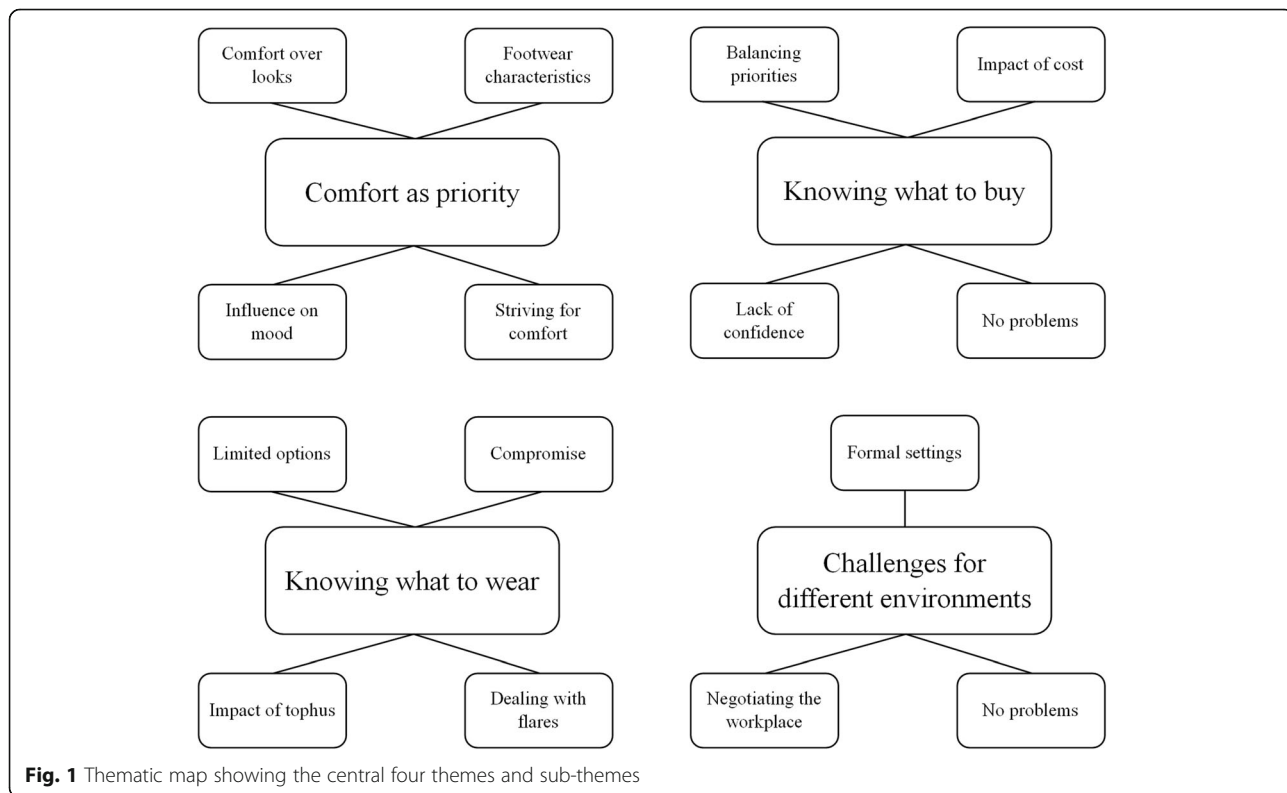 Comfort over
looks
Footwear
characteristics
Comfort as priority
Influence on
mood
Striving for
comfort
Balancing
priorities
Impact of cost
Knowing what to buy
Lack of
confidence
No problems
Limited options
Compromise
Knowing what to wear
Impact of tophus
Dealing with
flares
Formal settings
Challenges for
different environments
Negotiating the
workplace
No problems
Fig. 1 Thematic map showing the central four themes and sub-themes